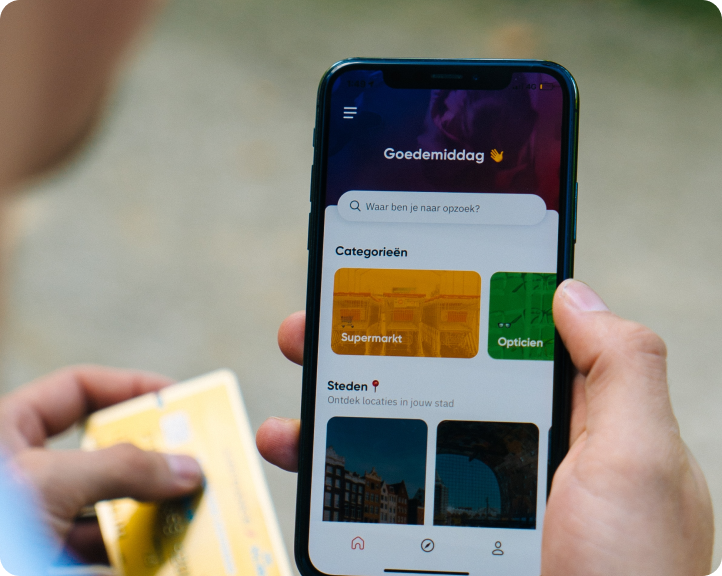 Goedemiddag 👋
Waar ben je naar opzoek?
Categorieën
Supermarkt
Opticien
Steden 📍
Ontdek locaties in jouw stad